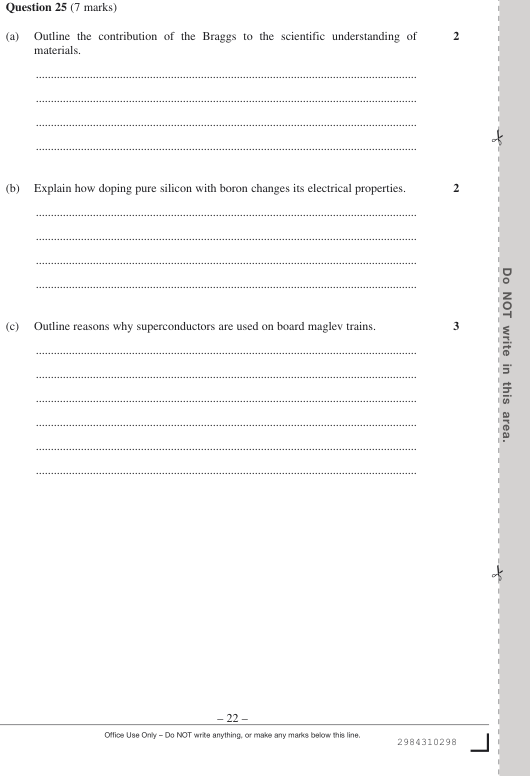 Question 25 (7 marks)
(a) Outline the contribution of the Braggs to the scientific understanding of 2
materials.
(b) Explain how doping pure silicon with boron changes its electrical properties. 2
(c) Outline reasons why superconductors are used on board maglev trains. 3
Do NOT write in this area.
– 22 –
Office Use Only – Do NOT write anything, or make any marks below this line.
2984310298